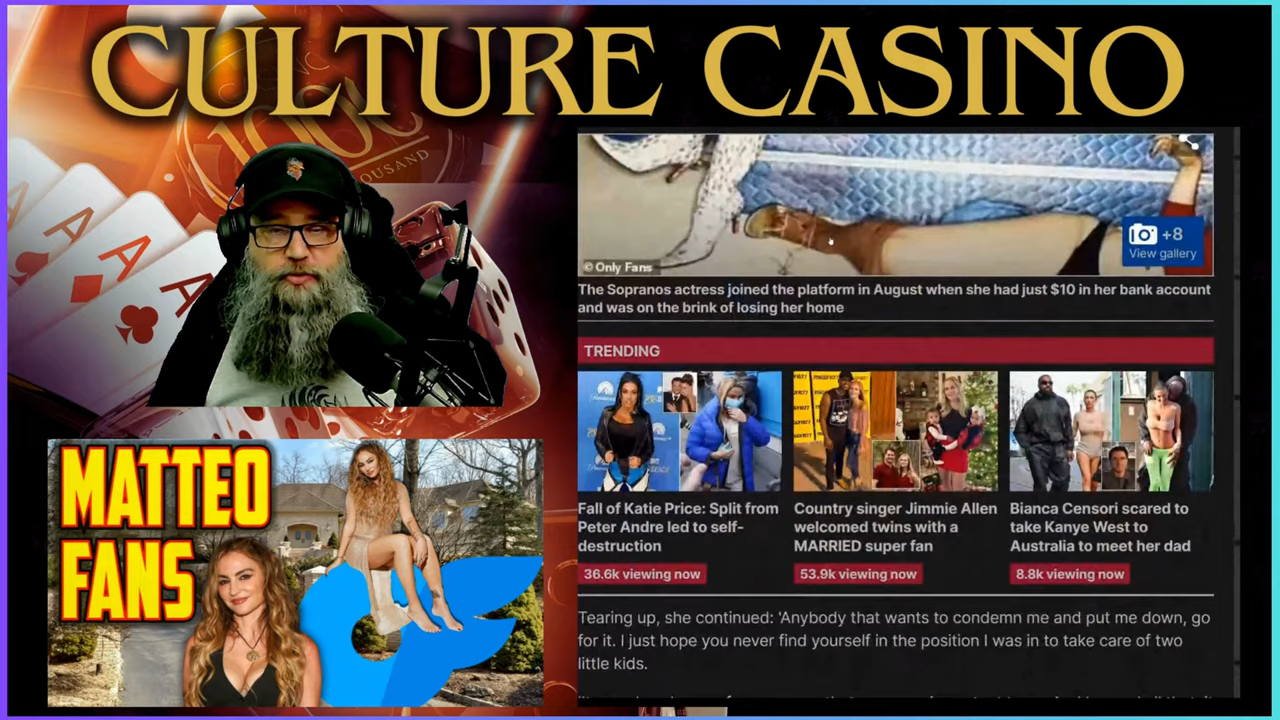 CULTURE CASINO
1000
THOUSAND
A
A
A
A
MATTEO
FANS
© Only Fans
+8
View gallery
The Sopranos actress joined the platform in August when she had just $10 in her bank account
and was on the brink of losing her home
TRENDING
Fall of Katie Price: Split from
Peter Andre led to self-
destruction
36.6k viewing now
Country singer Jimmie Allen
welcomed twins with a
MARRIED super fan
53.9k viewing now
Bianca Censori scared to
take Kanye West to
Australia to meet her dad
8.8k viewing now
Tearing up, she continued: 'Anybody that wants to condemn me and put me down, go
for it. I just hope you never find yourself in the position I was in to take care of two
little kids.